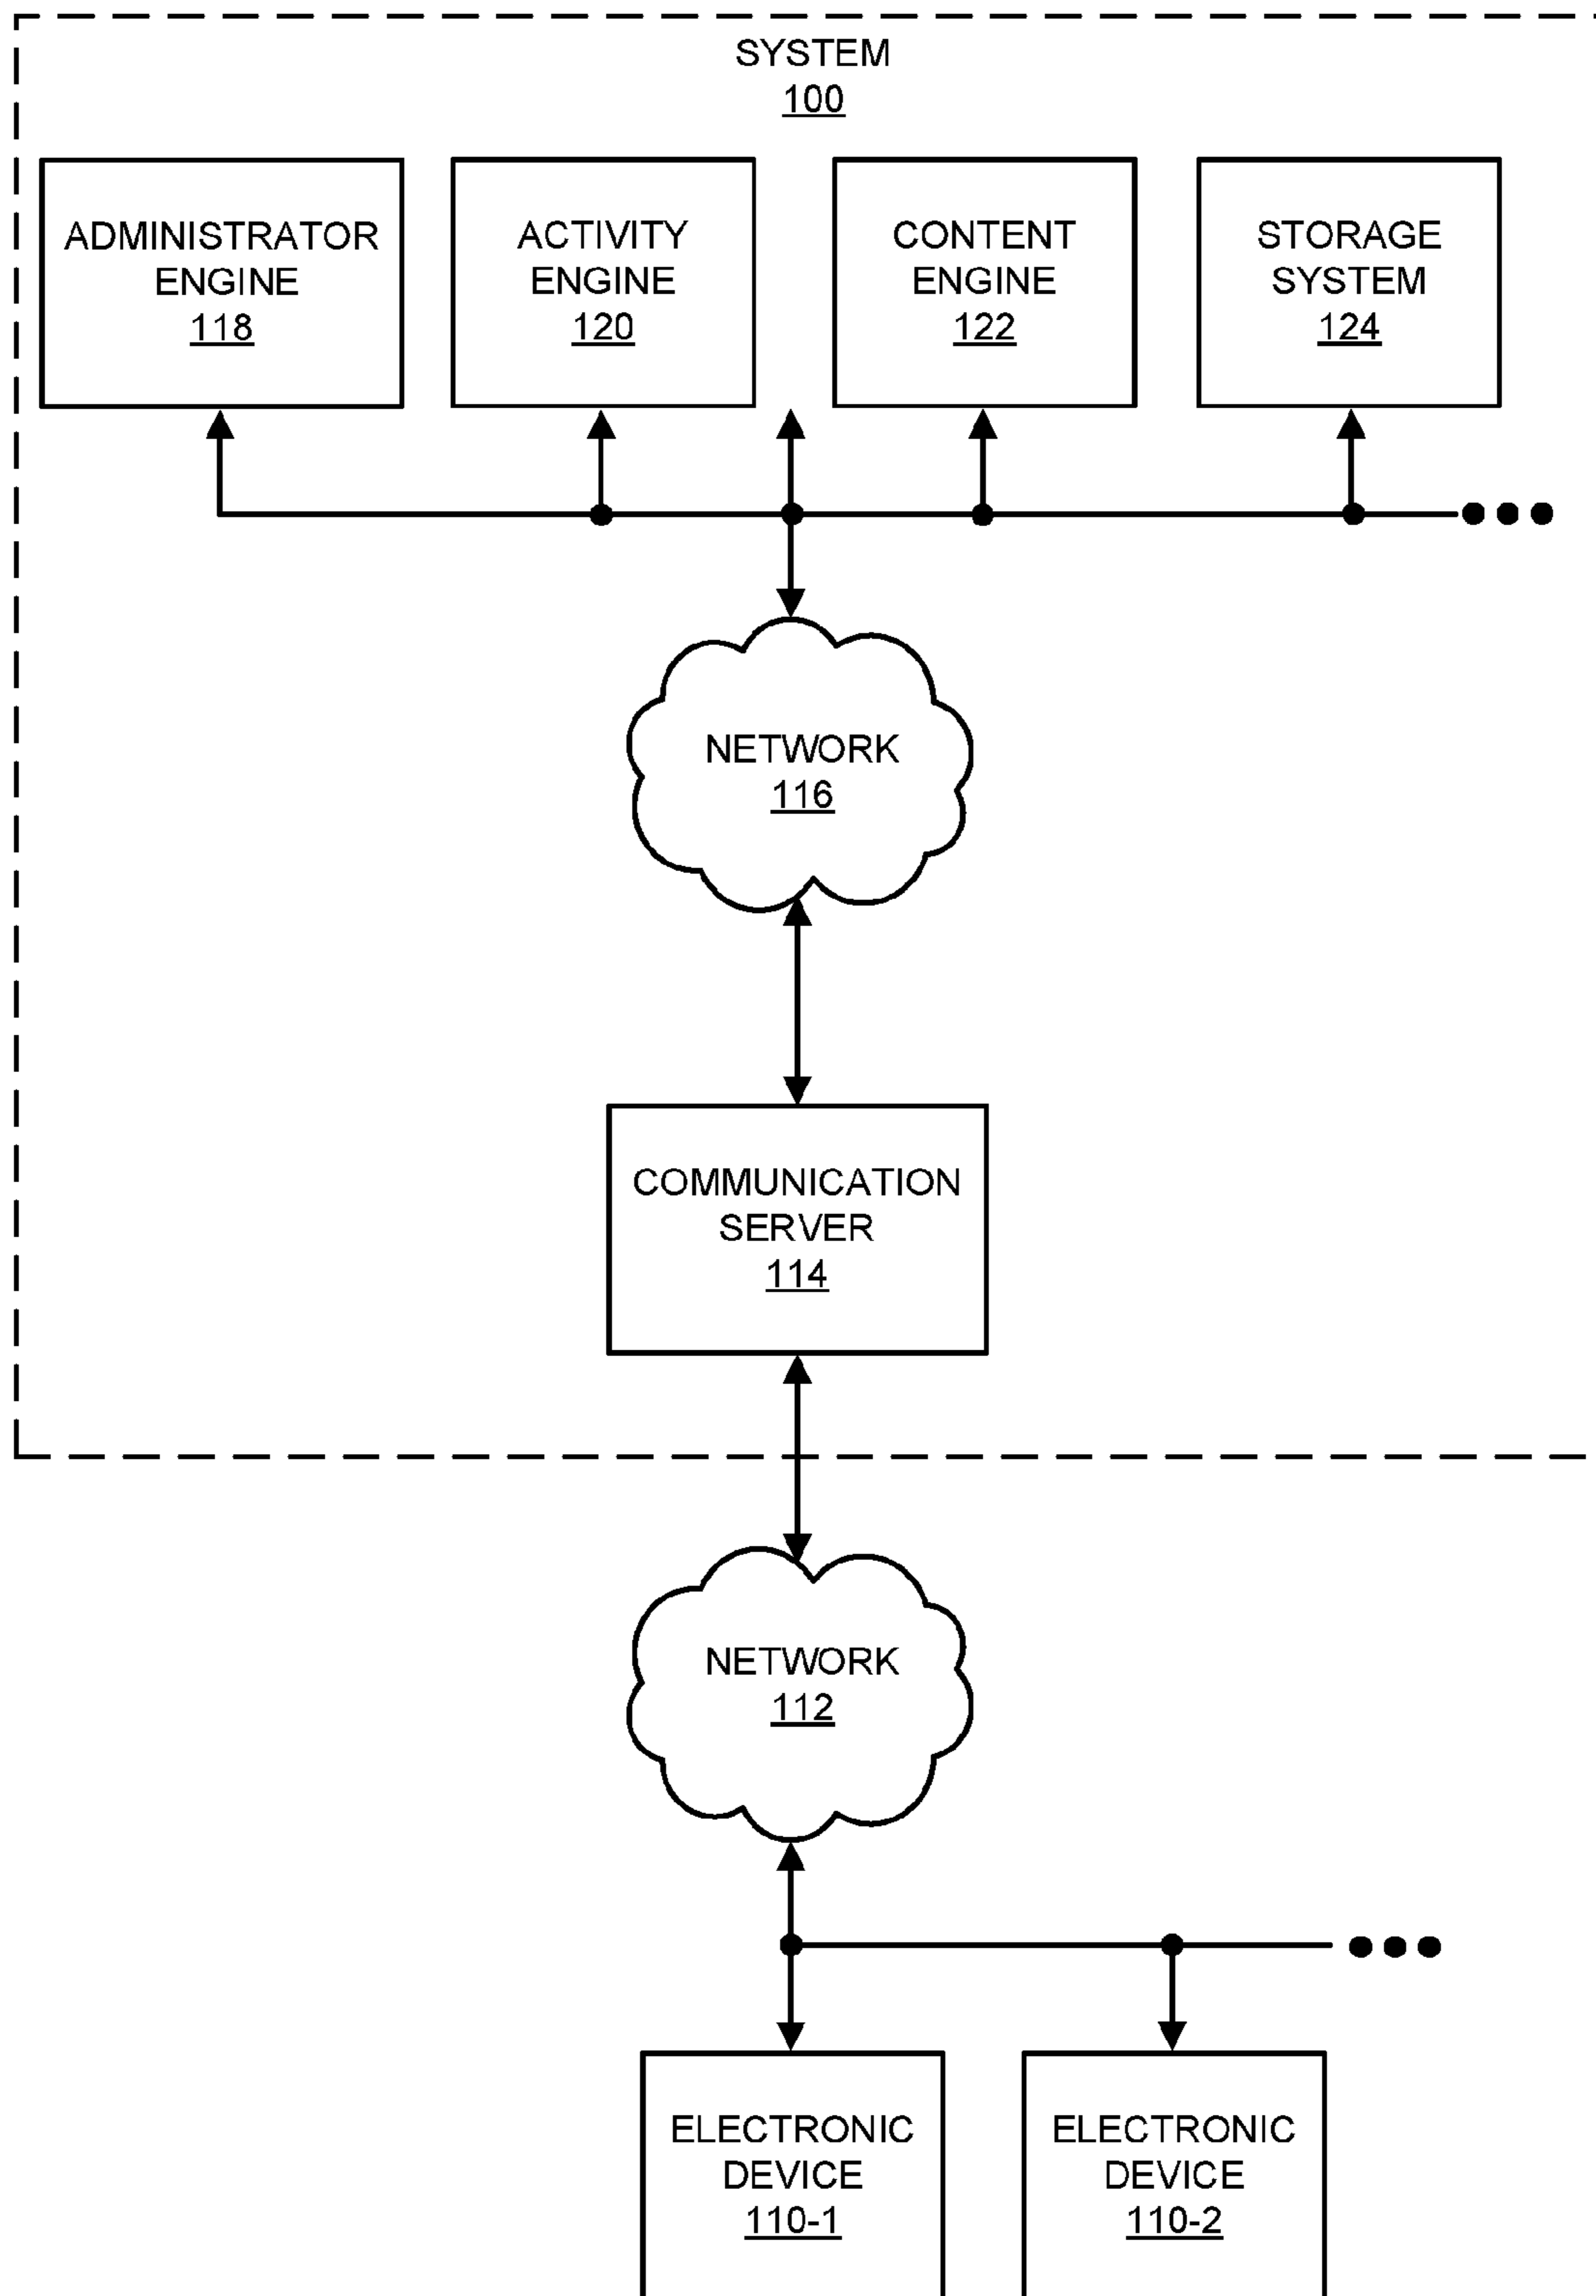 SYSTEM
100
ADMINISTRATOR
ENGINE
118
ACTIVITY
ENGINE
120
CONTENT
ENGINE
122
STORAGE
SYSTEM
124
NETWORK
116
COMMUNICATION
SERVER
114
NETWORK
112
ELECTRONIC
DEVICE
110-1
ELECTRONIC
DEVICE
110-2